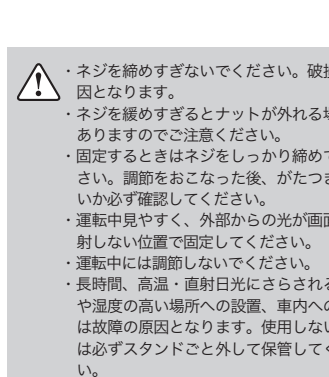 ・ネジを締めすぎないでください。破損
因となります。
・ネジを緩めすぎるとナットが外れる場
ありますのでご注意ください。
・固定するときはネジをしっかり締めて
さい。調節をおこなった後、がたつま
いか必ず確認してください。
・運転中見やすく、外部からの光が画面
射しない位置で固定してください。
・運転中には調節しないでください。
・長時間、高温・直射日光にさらされる
や湿度の高い場所への設置、車内への
は故障の原因となります。使用しない
は必ずスタンドごと外して保管してく
い。